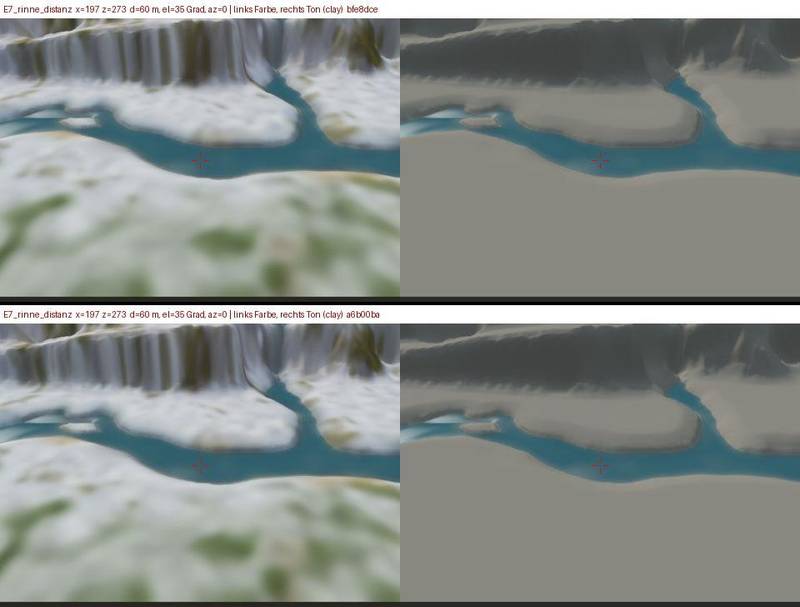 E7_rinne_distanz x=197 z=273 d=60 m, el=35 Grad, az=0 | links Farbe, rechts Ton (clay) bfe8dce
E7_rinne_distanz x=197 z=273 d=60 m, el=35 Grad, az=0 | links Farbe, rechts Ton (clay) a6b00ba